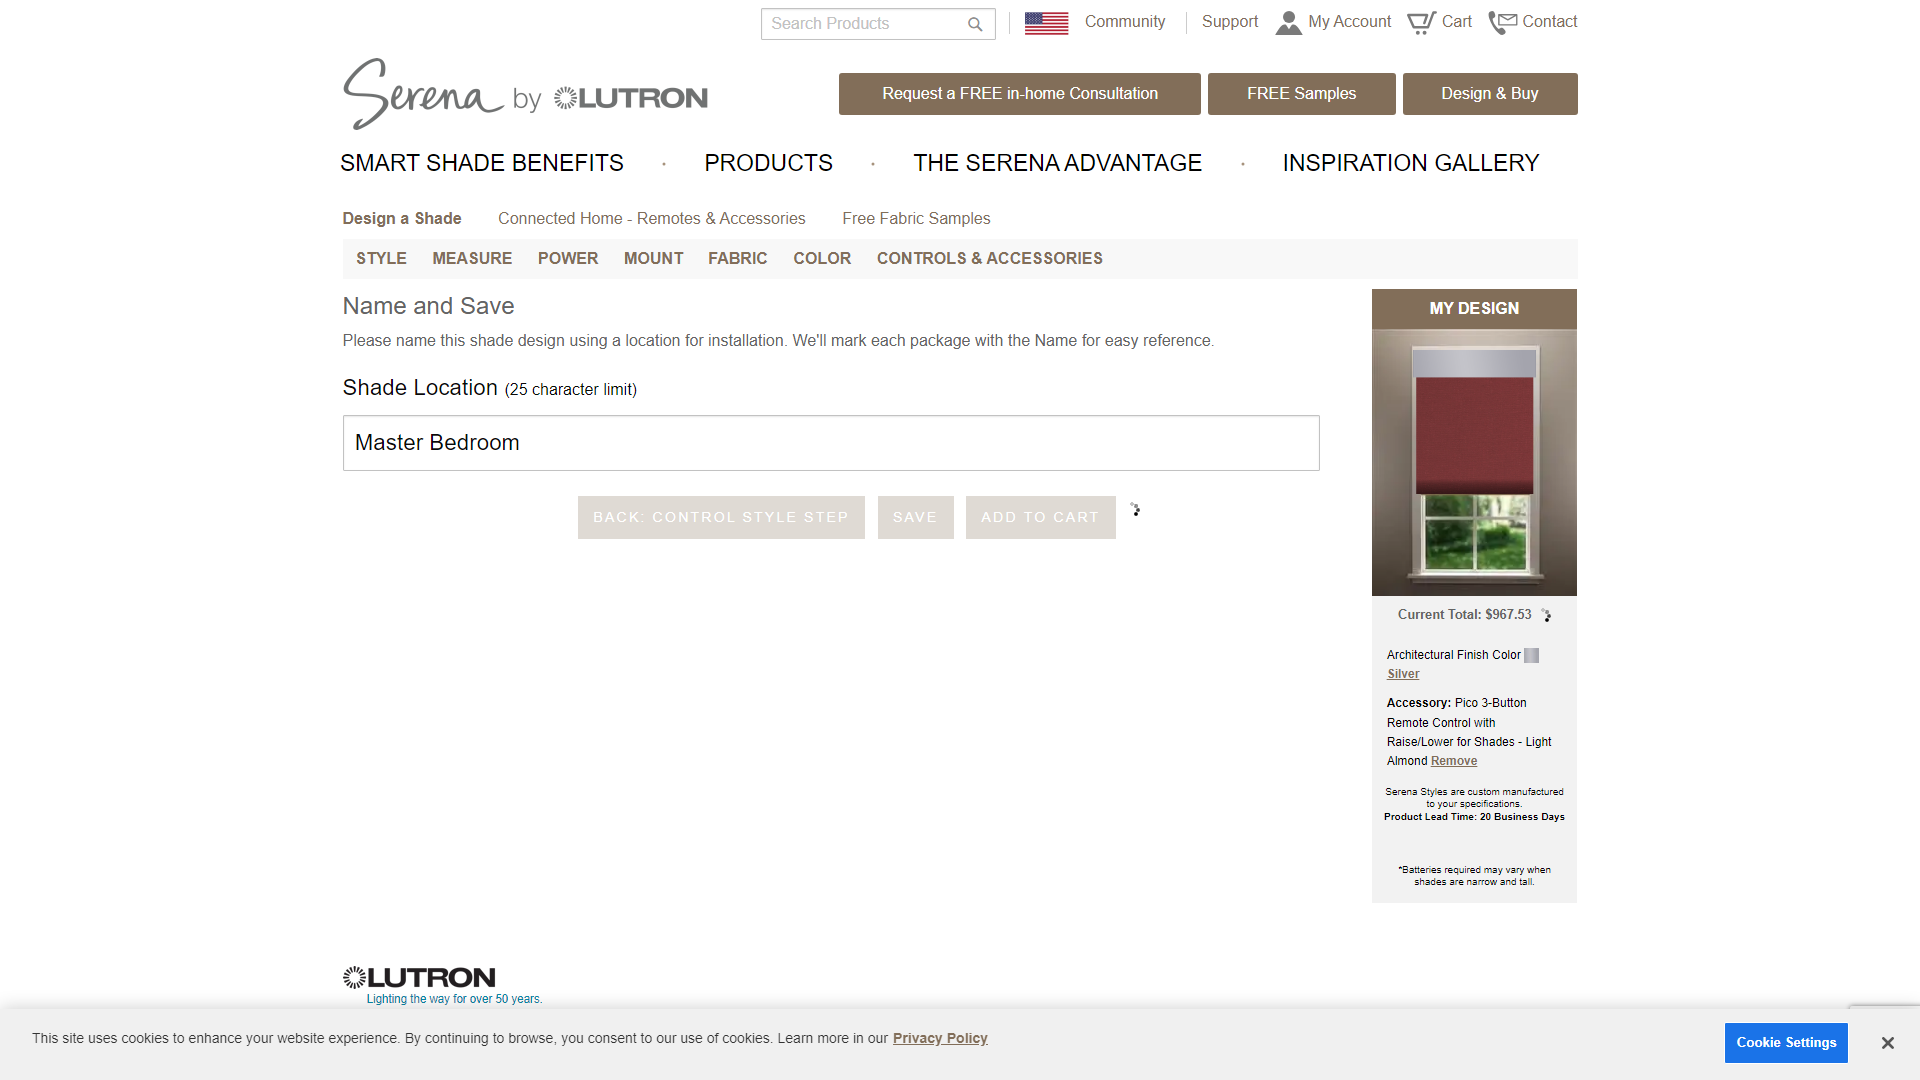 Search Products
Community
Support
My Account
Cart
Contact
Serena by LUTRON
Request a FREE in-home Consultation
FREE Samples
Design & Buy
SMART SHADE BENEFITS
PRODUCTS
THE SERENA ADVANTAGE
INSPIRATION GALLERY
Design a Shade
Connected Home - Remotes & Accessories
Free Fabric Samples
STYLE
MEASURE
POWER
MOUNT
FABRIC
COLOR
CONTROLS & ACCESSORIES
Name and Save
Please name this shade design using a location for installation. We'll mark each package with the Name for easy reference.
Shade Location (25 character limit)
Master Bedroom
BACK: CONTROL STYLE STEP
SAVE
ADD TO CART
MY DESIGN
Current Total: $967.53
Architectural Finish Color
Silver
Accessory: Pico 3-Button
Remote Control with
Raise/Lower for Shades - Light
Almond Remove
Serena Styles are custom manufactured
to your specifications.
Product Lead Time: 20 Business Days
*Batteries required may vary when
shades are narrow and tall.
LUTRON
Lighting the way for over 50 years.
This site uses cookies to enhance your website experience. By continuing to browse, you consent to our use of cookies. Learn more in our Privacy Policy
Cookie Settings